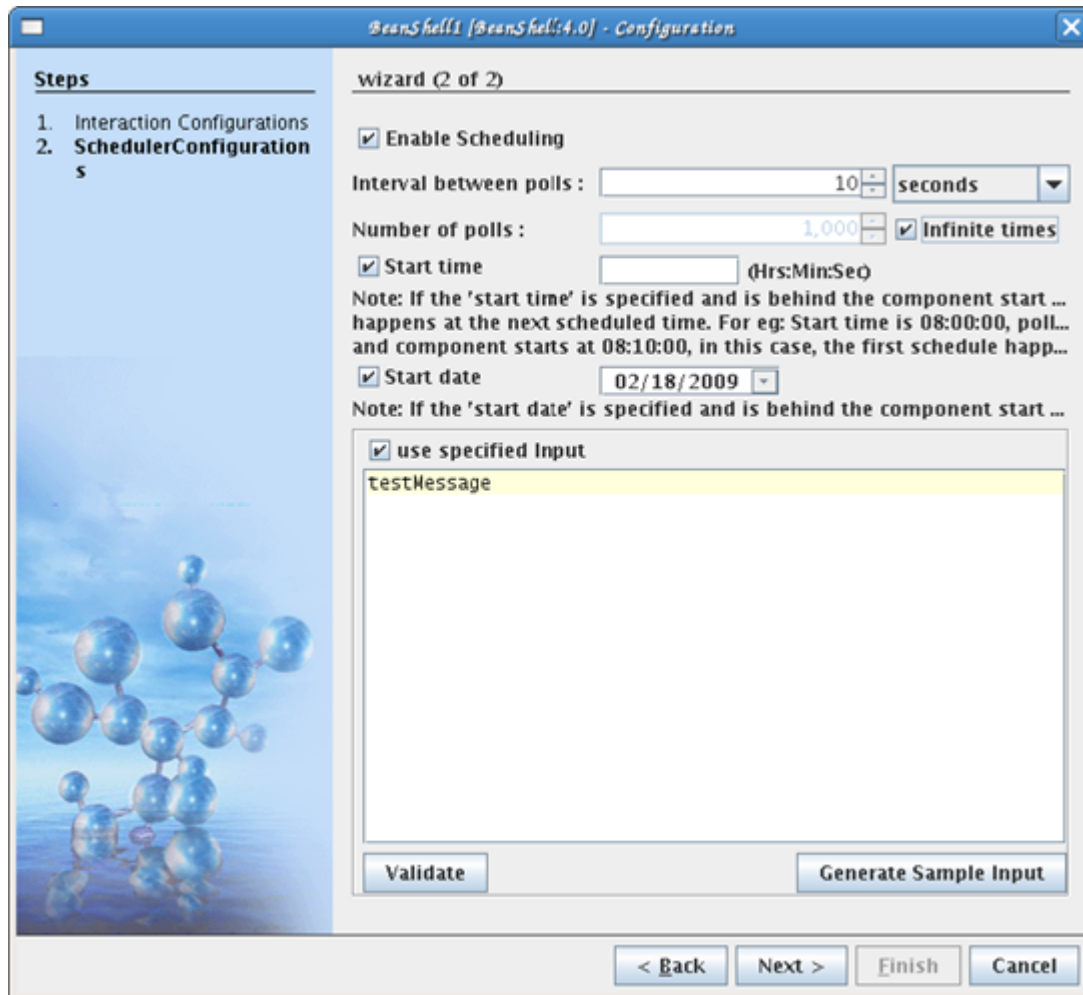 BeanShell1 [BeanShell:4.0] - Configuration
Steps
1. Interaction Configurations
2. SchedulerConfiguration
s
wizard (2 of 2)
Enable Scheduling
Interval between polls : 10 seconds
Number of polls : 1,000 Infinite times
Start time (Hrs:Min:Sec)
Note: If the 'start time' is specified and is behind the component start ...
happens at the next scheduled time. For eg: Start time is 08:00:00, poll...
and component starts at 08:10:00, in this case, the first schedule happ...
Start date 02/18/2009
Note: If the 'start date' is specified and is behind the component start ...
use specified Input
testMessage
Validate Generate Sample Input
< Back Next > Finish Cancel